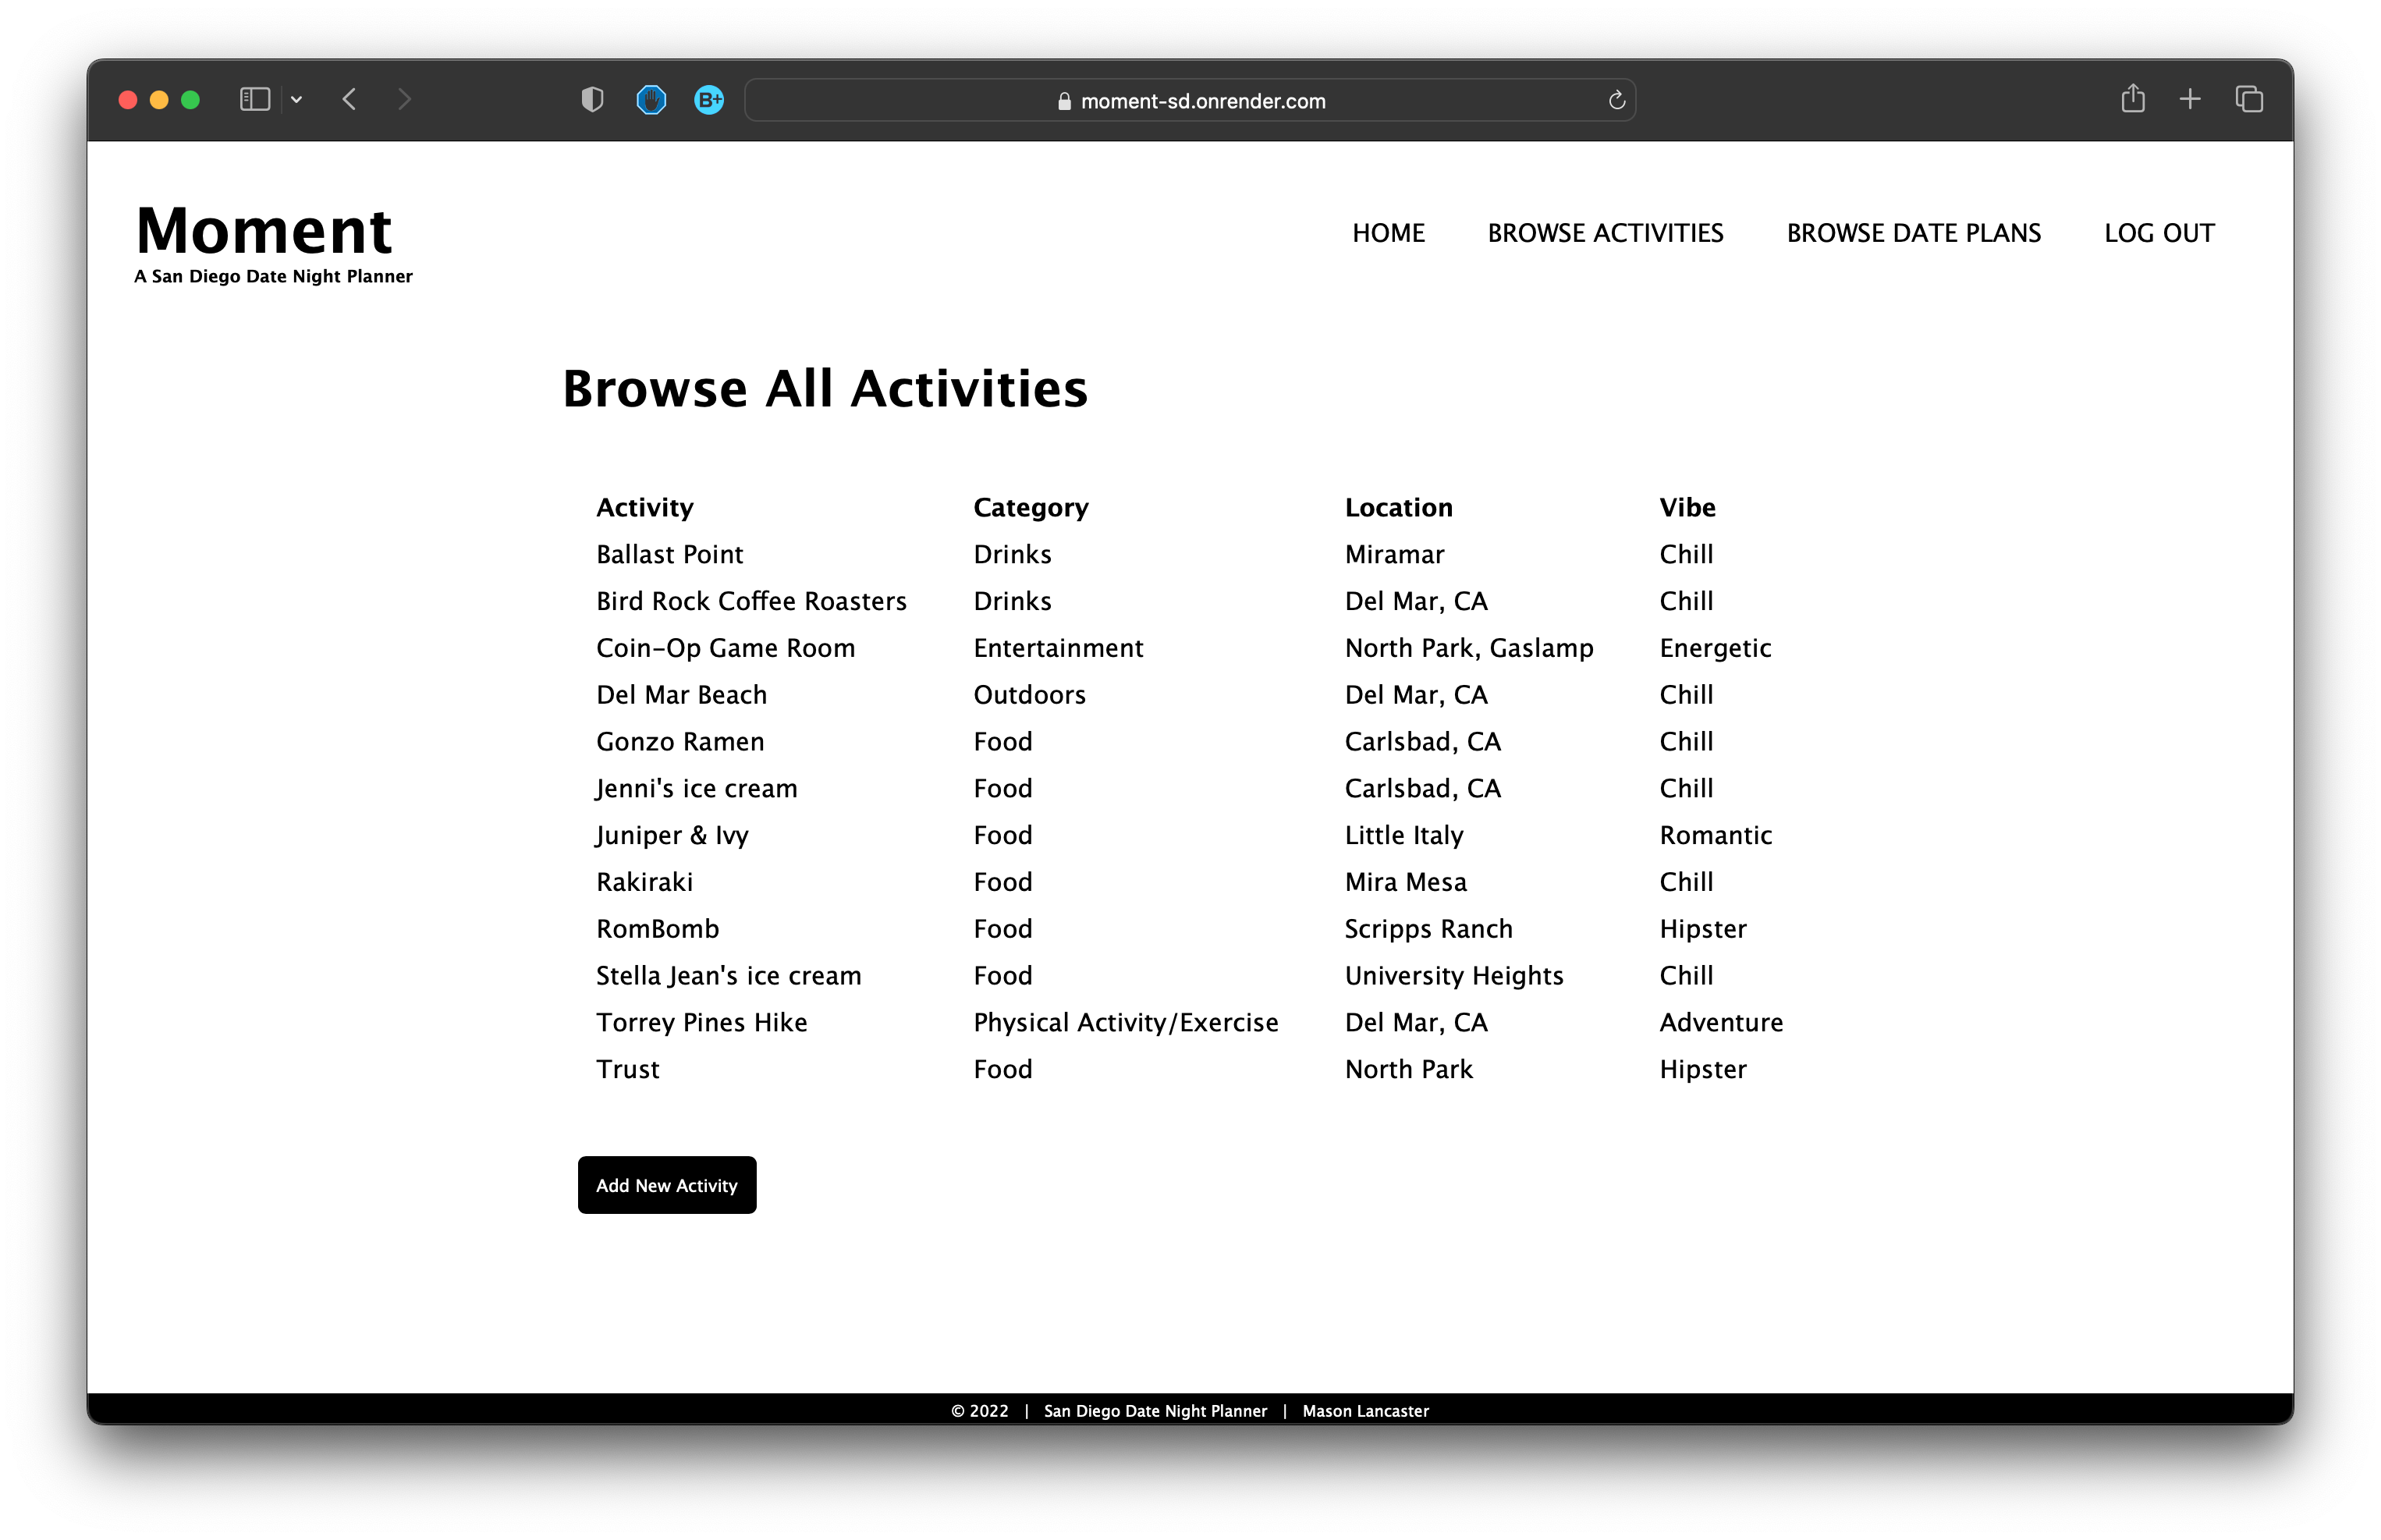 B+
moment-sd.onrender.com
Moment
A San Diego Date Night Planner
HOME BROWSE ACTIVITIES BROWSE DATE PLANS LOG OUT
Browse All Activities
Activity Category Location Vibe
Ballast Point Drinks Miramar Chill
Bird Rock Coffee Roasters Drinks Del Mar, CA Chill
Coin-Op Game Room Entertainment North Park, Gaslamp Energetic
Del Mar Beach Outdoors Del Mar, CA Chill
Gonzo Ramen Food Carlsbad, CA Chill
Jenni's ice cream Food Carlsbad, CA Chill
Juniper & Ivy Food Little Italy Romantic
Rakiraki Food Mira Mesa Chill
RomBomb Food Scripps Ranch Hipster
Stella Jean's ice cream Food University Heights Chill
Torrey Pines Hike Physical Activity/Exercise Del Mar, CA Adventure
Trust Food North Park Hipster
Add New Activity
© 2022 | San Diego Date Night Planner | Mason Lancaster